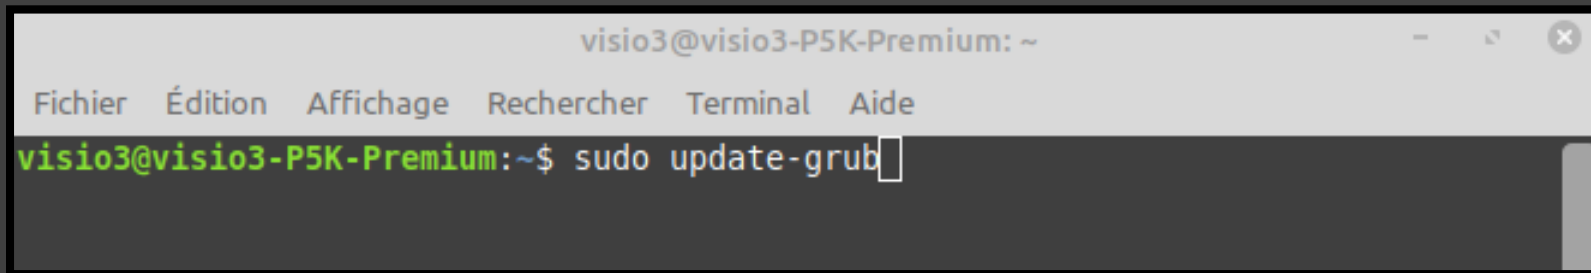 visio3@visio3-P5K-Premium: ~
Fichier Édition Affichage Rechercher Terminal Aide
visio3@visio3-P5K-Premium:~$ sudo update-grub